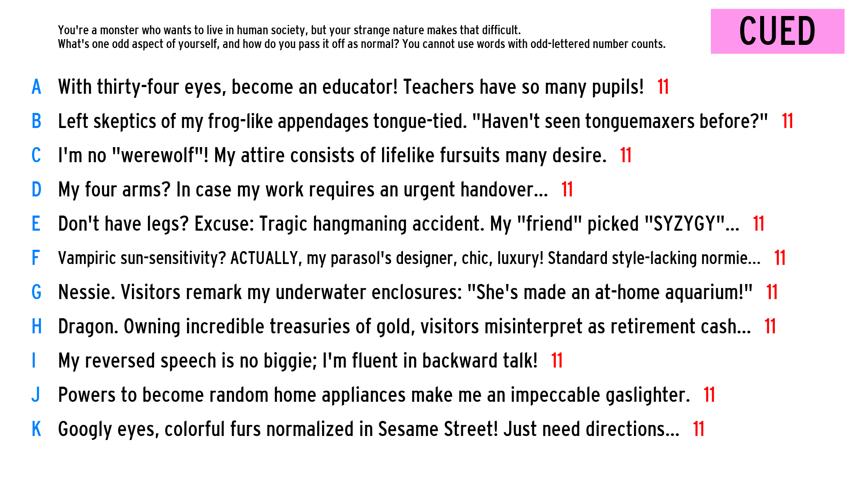 You're a monster who wants to live in human society, but your strange nature makes that difficult.
What's one odd aspect of yourself, and how do you pass it off as normal? You cannot use words with odd-lettered number counts.
CUED
A With thirty-four eyes, become an educator! Teachers have so many pupils! 11
B Left skeptics of my frog-like appendages tongue-tied. "Haven't seen tonguemaxers before?" 11
C I'm no "werewolf"! My attire consists of lifelike fursuits many desire. 11
D My four arms? In case my work requires an urgent handover... 11
E Don't have legs? Excuse: Tragic hangmaning accident. My "friend" picked "SYZYGY"... 11
F Vampiric sun-sensitivity? ACTUALLY, my parasol's designer, chic, luxury! Standard style-lacking normie... 11
G Nessie. Visitors remark my underwater enclosures: "She's made an at-home aquarium!" 11
H Dragon. Owning incredible treasuries of gold, visitors misinterpret as retirement cash... 11
I My reversed speech is no biggie; I'm fluent in backward talk! 11
J Powers to become random home appliances make me an impeccable gaslighter. 11
K Googly eyes, colorful furs normalized in Sesame Street! Just need directions... 11